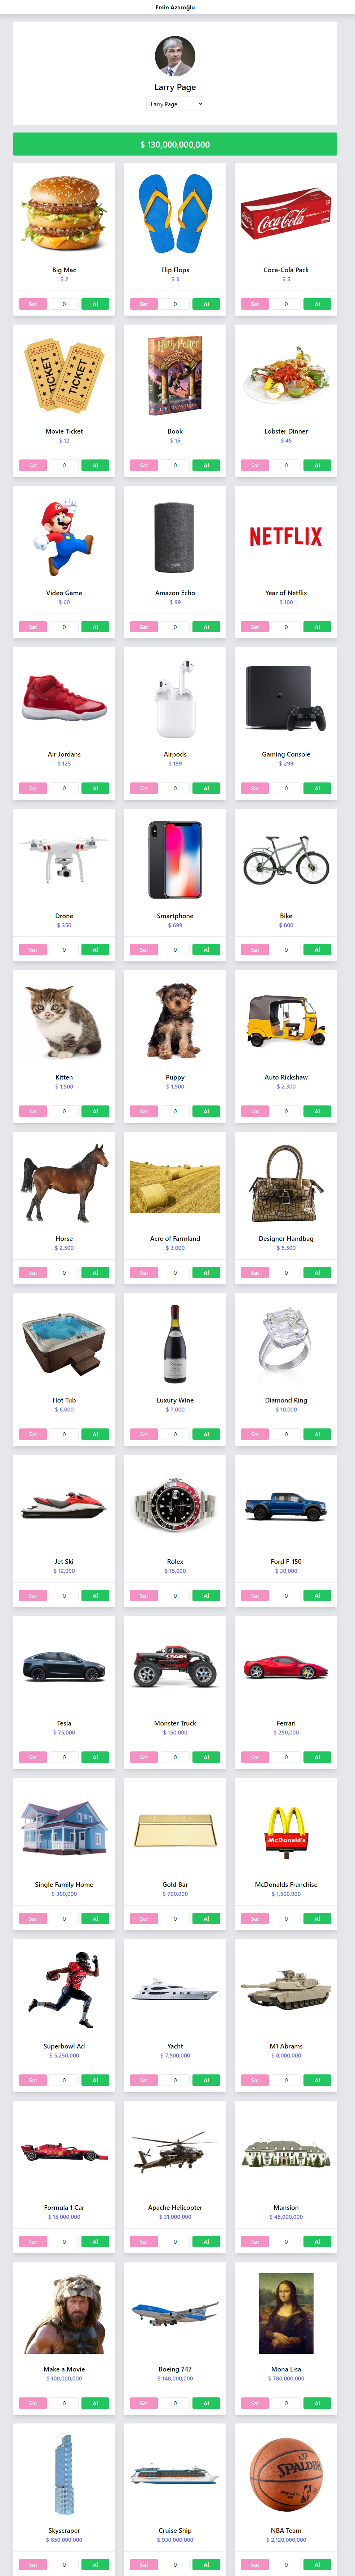 Emin Azəroğlu
Larry Page
Larry Page
$ 130,000,000,000
Big Mac
$ 2
Sat 0 Al
Flip Flops
$ 3
Sat 0 Al
Coca-Cola
Coca-Cola Pack
$ 5
Sat 0 Al
TICKET
TICKET
Movie Ticket
$ 12
Sat 0 Al
Harry Potter
Book
$ 15
Sat 0 Al
Lobster Dinner
$ 45
Sat 0 Al
Video Game
$ 60
Sat 0 Al
Amazon Echo
$ 99
Sat 0 Al
NETFLIX
Year of Netflix
$ 100
Sat 0 Al
Air Jordans
$ 125
Sat 0 Al
Airpods
$ 199
Sat 0 Al
Gaming Console
$ 299
Sat 0 Al
Drone
$ 350
Sat 0 Al
Smartphone
$ 699
Sat 0 Al
Bike
$ 800
Sat 0 Al
Kitten
$ 1,500
Sat 0 Al
Puppy
$ 1,500
Sat 0 Al
Auto Rickshaw
$ 2,300
Sat 0 Al
Horse
$ 2,500
Sat 0 Al
Acre of Farmland
$ 3,000
Sat 0 Al
Designer Handbag
$ 5,500
Sat 0 Al
Hot Tub
$ 6,000
Sat 0 Al
Luxury Wine
$ 7,000
Sat 0 Al
Diamond Ring
$ 10,000
Sat 0 Al
Jet Ski
$ 12,000
Sat 0 Al
Rolex
$ 15,000
Sat 0 Al
Ford F-150
$ 30,000
Sat 0 Al
Tesla
$ 75,000
Sat 0 Al
Monster Truck
$ 150,000
Sat 0 Al
Ferrari
$ 250,000
Sat 0 Al
Single Family Home
$ 300,000
Sat 0 Al
Gold Bar
$ 700,000
Sat 0 Al
McDonald's
McDonalds Franchise
$ 1,500,000
Sat 0 Al
Superbowl Ad
$ 5,250,000
Sat 0 Al
Yacht
$ 7,500,000
Sat 0 Al
M1 Abrams
$ 8,000,000
Sat 0 Al
Formula 1 Car
$ 15,000,000
Sat 0 Al
Apache Helicopter
$ 31,000,000
Sat 0 Al
Mansion
$ 45,000,000
Sat 0 Al
Make a Movie
$ 100,000,000
Sat 0 Al
Boeing 747
$ 148,000,000
Sat 0 Al
Mona Lisa
$ 780,000,000
Sat 0 Al
Skyscraper
$ 850,000,000
Sat 0 Al
Cruise Ship
$ 930,000,000
Sat 0 Al
SPALDING
NBA Team
$ 2,120,000,000
Sat 0 Al